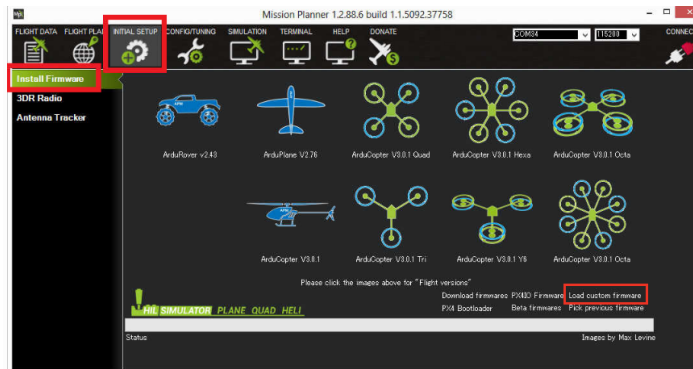 Mission Planner 1.2.88.6 build 1.1.5092.37758
FLIGHT DATA FLIGHT PLAN INITIAL SETUP CONFIG/TUNING SIMULATION TERMINAL HELP DONATE COM34 115200 CONNEC
Install Firmware
3DR Radio
Antenna Tracker
ArduRover v2.43 ArduPlane V2.76 ArduCopter V3.0.1 Quad ArduCopter V3.0.1 Hexa ArduCopter V3.0.1 Octa
ArduCopter V3.0.1 ArduCopter V3.0.1 Tri ArduCopter V3.0.1 Y6 ArduCopter V3.0.1 Octa
Please click the images above for "Flight versions"
Download firmwares PX4IO Firmware Load custom firmware
HIL SIMULATOR PLANE QUAD HELI PX4 Bootloader Beta firmwares Pick previous firmware
Status Images by Max Levine